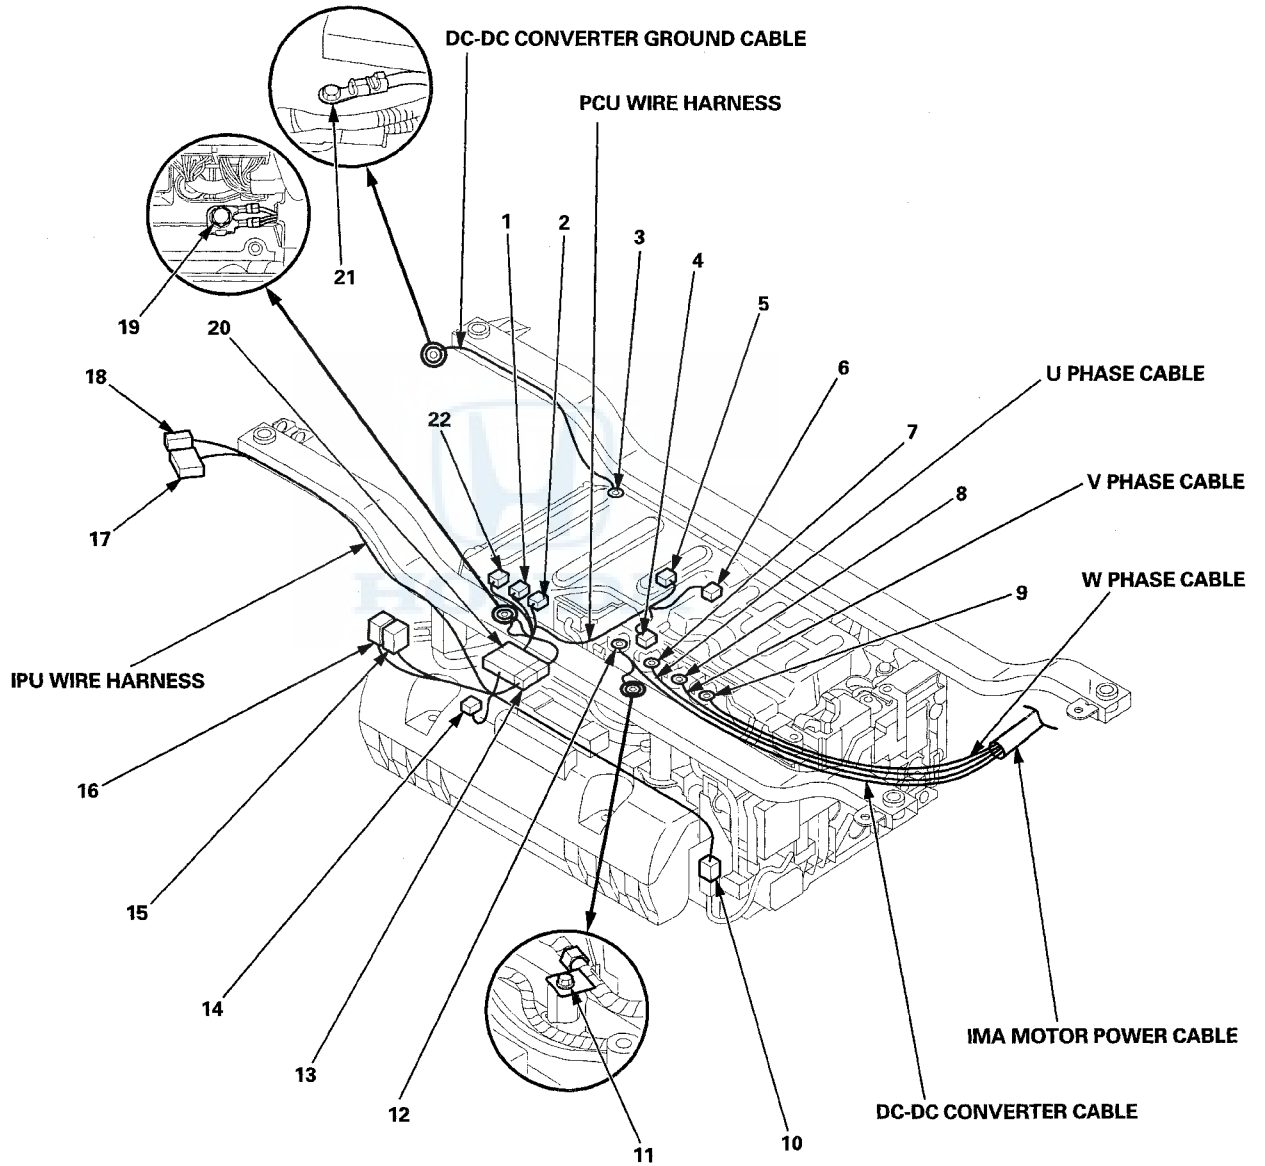 DC-DC CONVERTER GROUND CABLE
PCU WIRE HARNESS
1
2
3
4
21
5
19
20
6
U PHASE CABLE
18
22
7
V PHASE CABLE
8
17
W PHASE CABLE
9
HONDA
IPU WIRE HARNESS
16
15
14
IMA MOTOR POWER CABLE
13
12
DC-DC CONVERTER CABLE
10
11